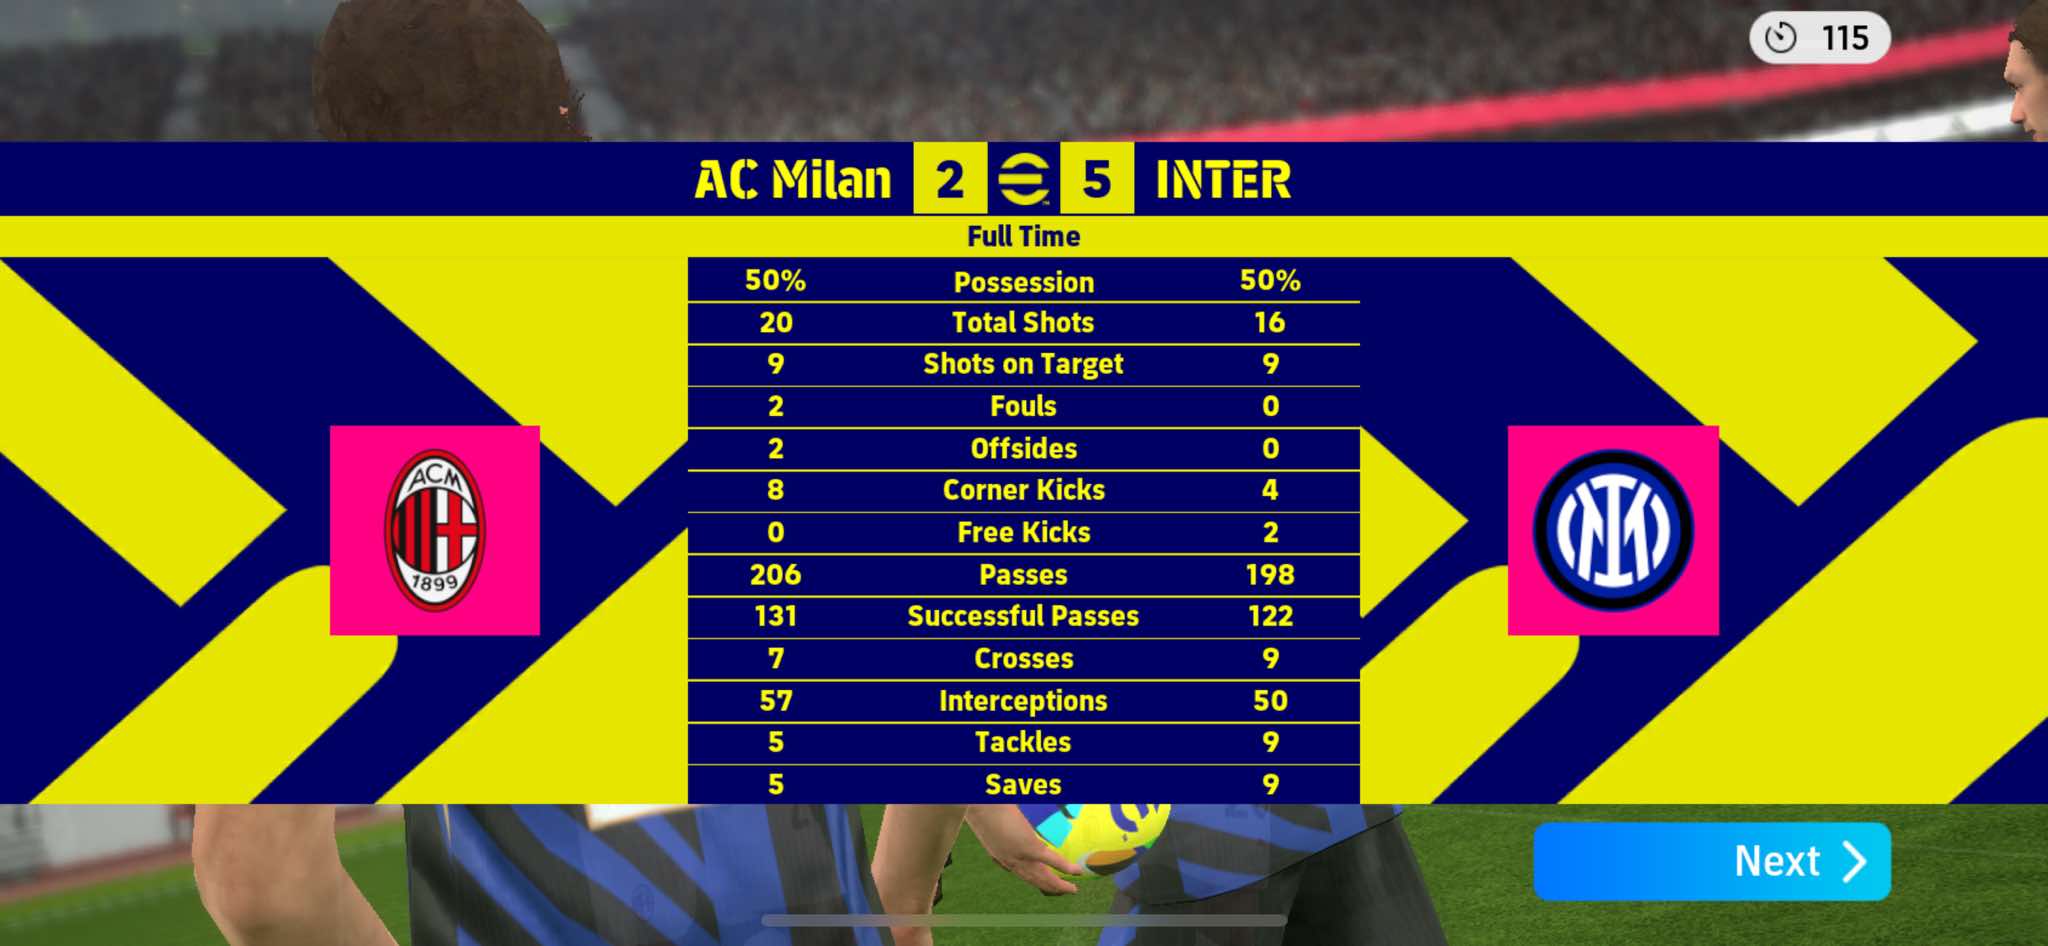 115
AC Milan 2 5 INTER
Full Time
50% Possession 50%
20 Total Shots 16
9 Shots on Target 9
2 Fouls 0
2 Offsides 0
8 Corner Kicks 4
0 Free Kicks 2
206 Passes 198
131 Successful Passes 122
7 Crosses 9
57 Interceptions 50
5 Tackles 9
5 Saves 9
ACM
1899
IM
Next